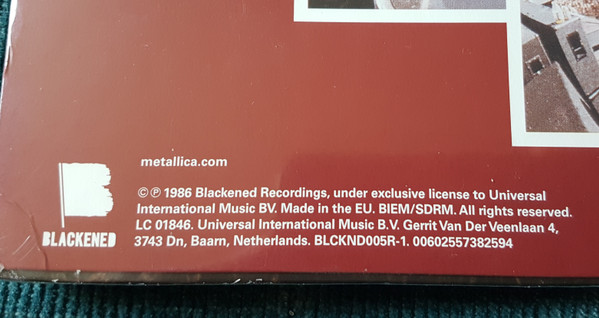 metallica.com
© ℗ 1986 Blackened Recordings, under exclusive license to Universal
International Music BV. Made in the EU. BIEM/SDRM. All rights reserved.
LC 01846. Universal International Music B.V. Gerrit Van Der Veenlaan 4,
3743 Dn, Baarn, Netherlands. BLCKND005R-1. 00602557382594
B
BLACKENED